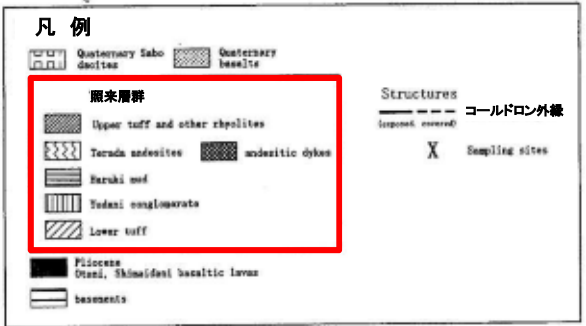 凡 例
Quaternary Sabo dacites
Quaternary basalts
照来層群
Upper tuff and other rhyolites
Terada andesites
andesitic dykes
Haruki mud
Yodani conglomerate
Lower tuff
Pliocene
Otani, Shimaidani basaltic lavas
basements
Structures
コールドロン外縁
(exposed, covered)
X Sampling sites